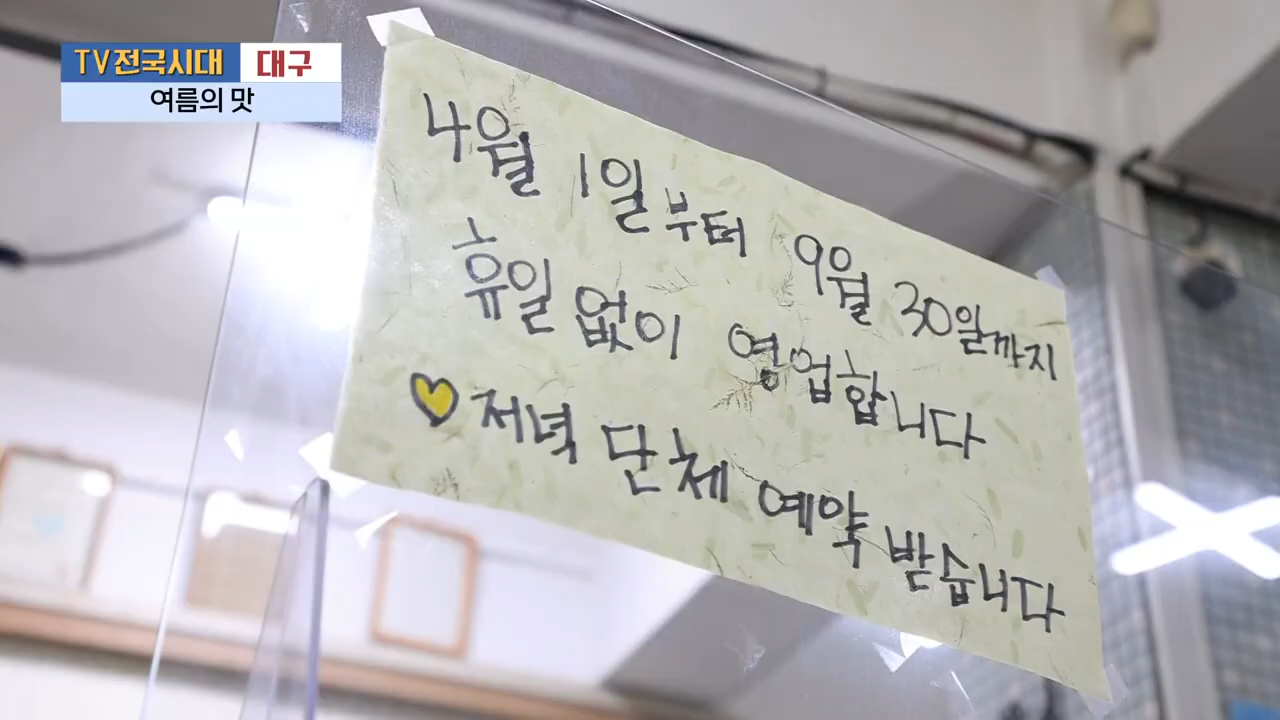 TV전국시대 대구
여름의 맛
4월 1일부터 9월 30일까지
휴일 없이 영업합니다
저녁 단체 예약 받습니다